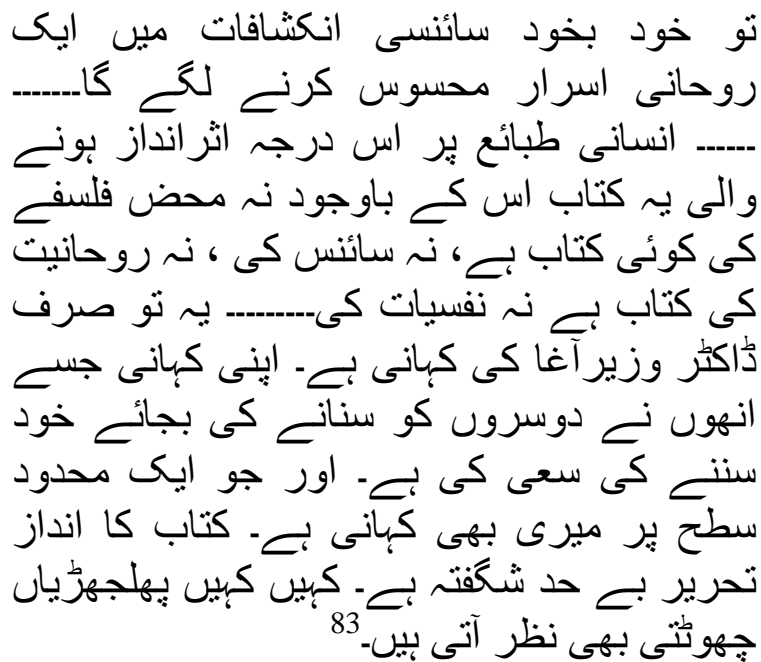 تو خود بخود سائنسی انکشافات میں ایک
روحانی اسرار محسوس کرنے لگے گا۔۔۔۔۔۔۔
۔۔۔۔۔۔ انسانی طبائع پر اس درجہ اثرانداز ہونے
والی یہ کتاب اس کے باوجود نہ محض فلسفے
کی کوئی کتاب ہے، نہ سائنس کی ، نہ روحانیت
کی کتاب ہے نہ نفسیات کی۔۔۔۔۔۔۔۔۔ یہ تو صرف
ڈاکٹر وزیرآغا کی کہانی ہے۔ اپنی کہانی جسے
انھوں نے دوسروں کو سنانے کی بجائے خود
سننے کی سعی کی ہے۔ اور جو ایک محدود
سطح پر میری بھی کہانی ہے۔ کتاب کا انداز
تحریر بے حد شگفتہ ہے۔ کہیں کہیں پھلجھڑیاں
چھوٹتی بھی نظر آتی ہیں۔83